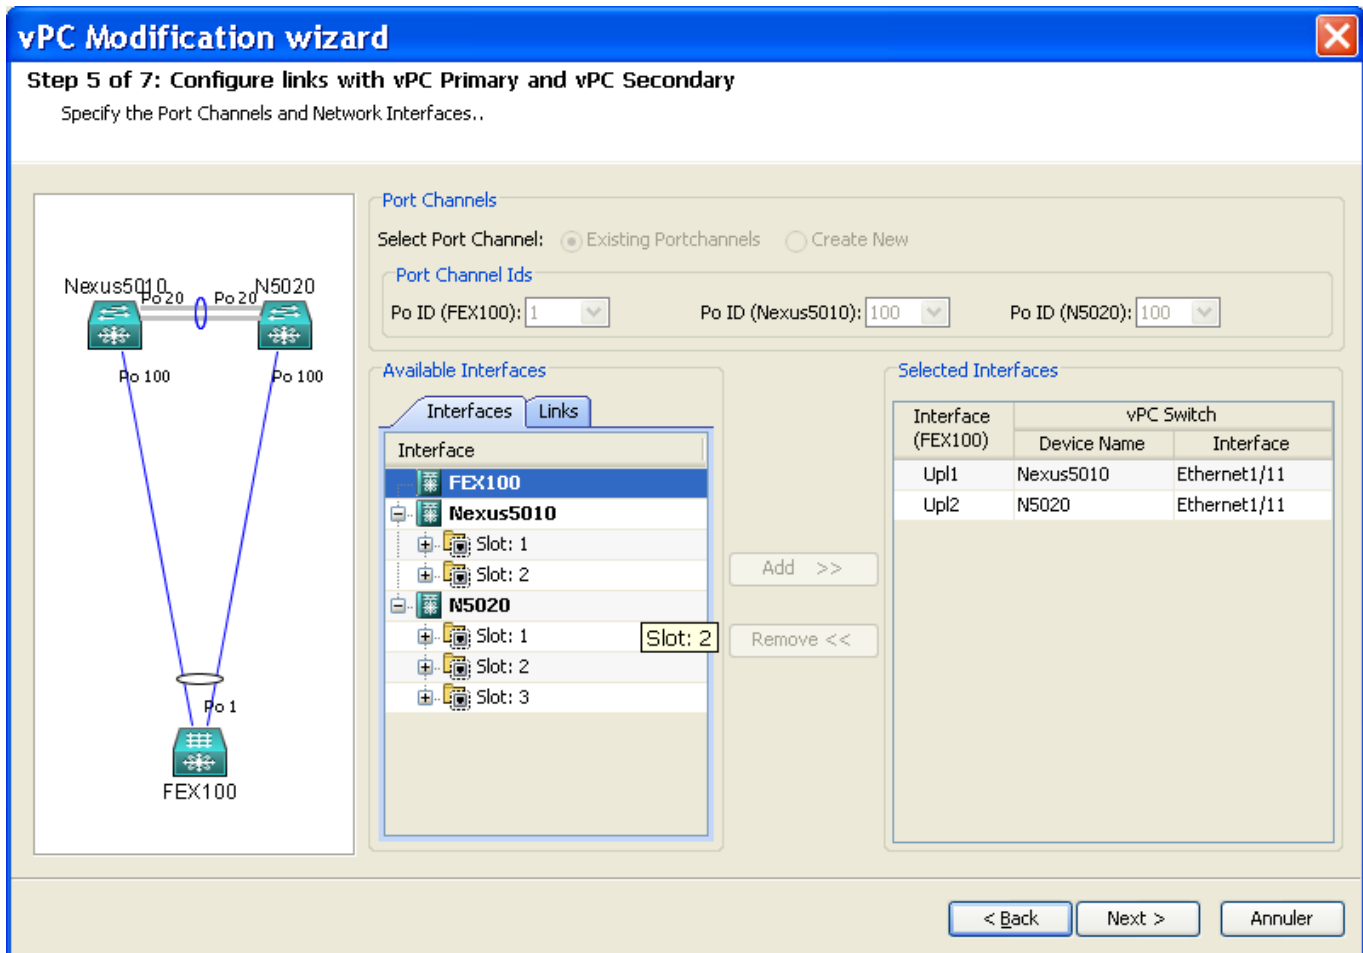 vPC Modification wizard
Step 5 of 7: Configure links with vPC Primary and vPC Secondary
Specify the Port Channels and Network Interfaces..
Nexus5010 N5020
Po 20 Po 20
Po 100 Po 100
Po 1
FEX100
Port Channels
Select Port Channel: Existing Portchannels Create New
Port Channel Ids
Po ID (FEX100): 1 Po ID (Nexus5010): 100 Po ID (N5020): 100
Available Interfaces
Interfaces Links
Interface
FEX100
Nexus5010
Slot: 1
Slot: 2
N5020
Slot: 1
Slot: 2
Slot: 3
Slot: 2
Add >>
Remove <<
Selected Interfaces
Interface (FEX100) vPC Switch
Device Name Interface
Upl1 Nexus5010 Ethernet1/11
Upl2 N5020 Ethernet1/11
< Back Next > Annuler